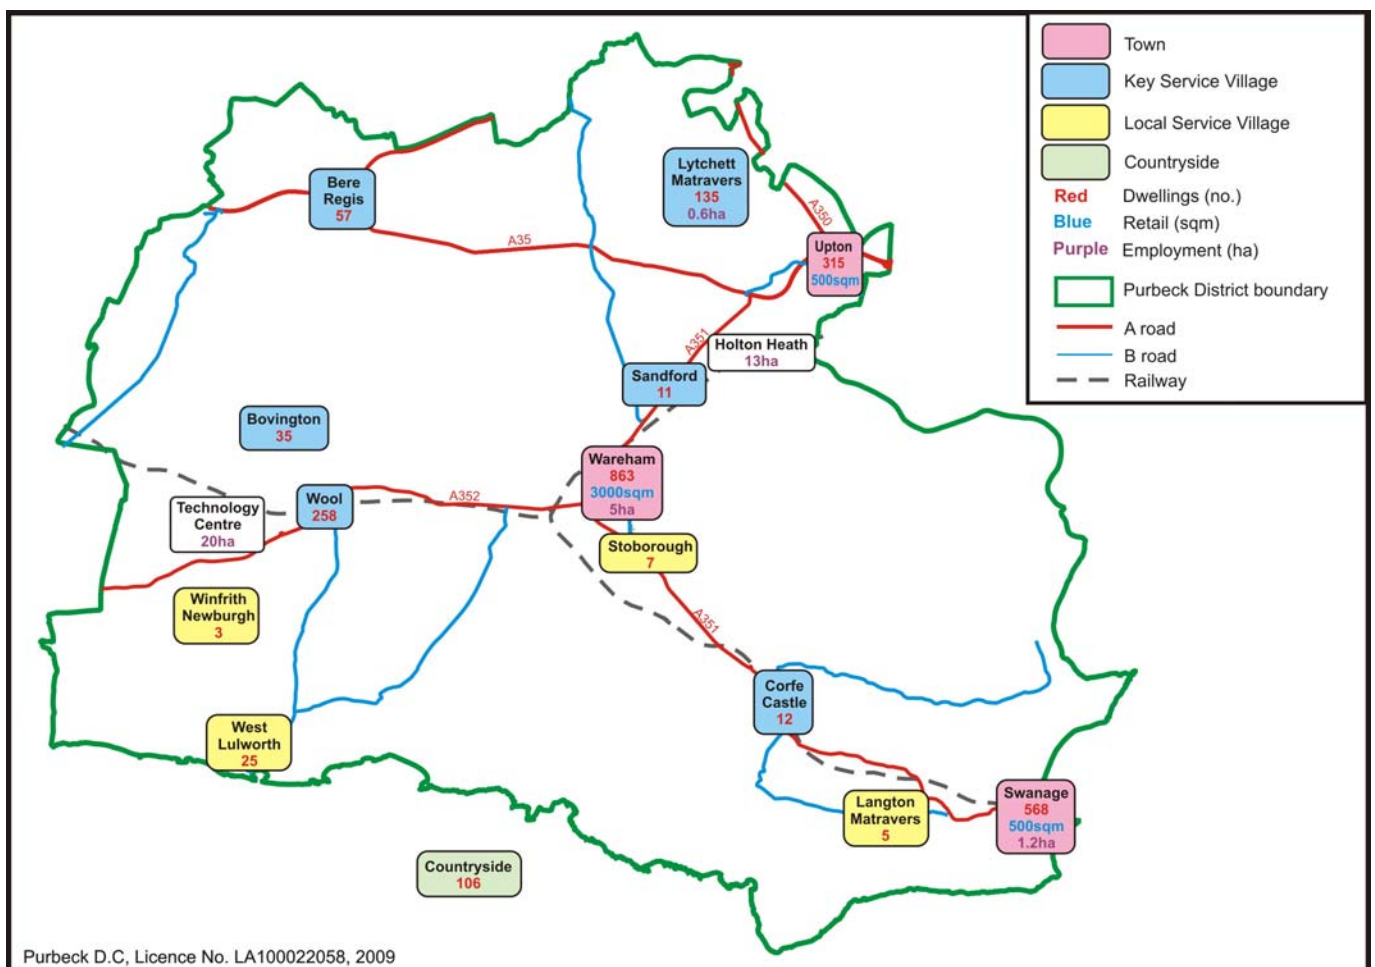 Town
Key Service Village
Local Service Village
Countryside
Red Dwellings (no.)
Blue Retail (sqm)
Purple Employment (ha)
Purbeck District boundary
A road
B road
Railway
Lytchett
Matravers
135
0.6ha
Bere
Regis
57
A350
A35
Upton
315
500sqm
A351
Holton Heath
13ha
Sandford
11
Bovington
35
Wareham
863
3000sqm
5ha
A352
Wool
258
Technology
Centre
20ha
Stoborough
7
Winfrith
Newburgh
3
A351
Corfe
Castle
12
West
Lulworth
25
Langton
Matravers
5
Swanage
568
500sqm
1.2ha
Countryside
106
Purbeck D.C, Licence No. LA100022058, 2009